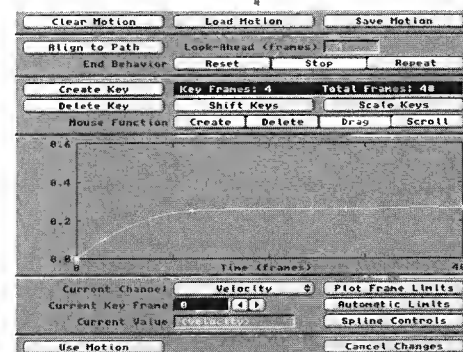 Clear Motion Load Motion Save Motion
Align to Path Look-Ahead (frames)
End Behavior Reset Stop Repeat
Create Key Key Frames: 4 Total Frames: 40
Delete Key Shift Keys Scale Keys
Mouse Function Create Delete Drag Scroll
0.6
0.4
0.2
0.0
0 Time (frames) 40
Current Channel Velocity Plot Frame Limits
Current Key Frame 0 Automatic Limits
Current Value (velocity) Spline Controls
Use Motion Cancel Changes